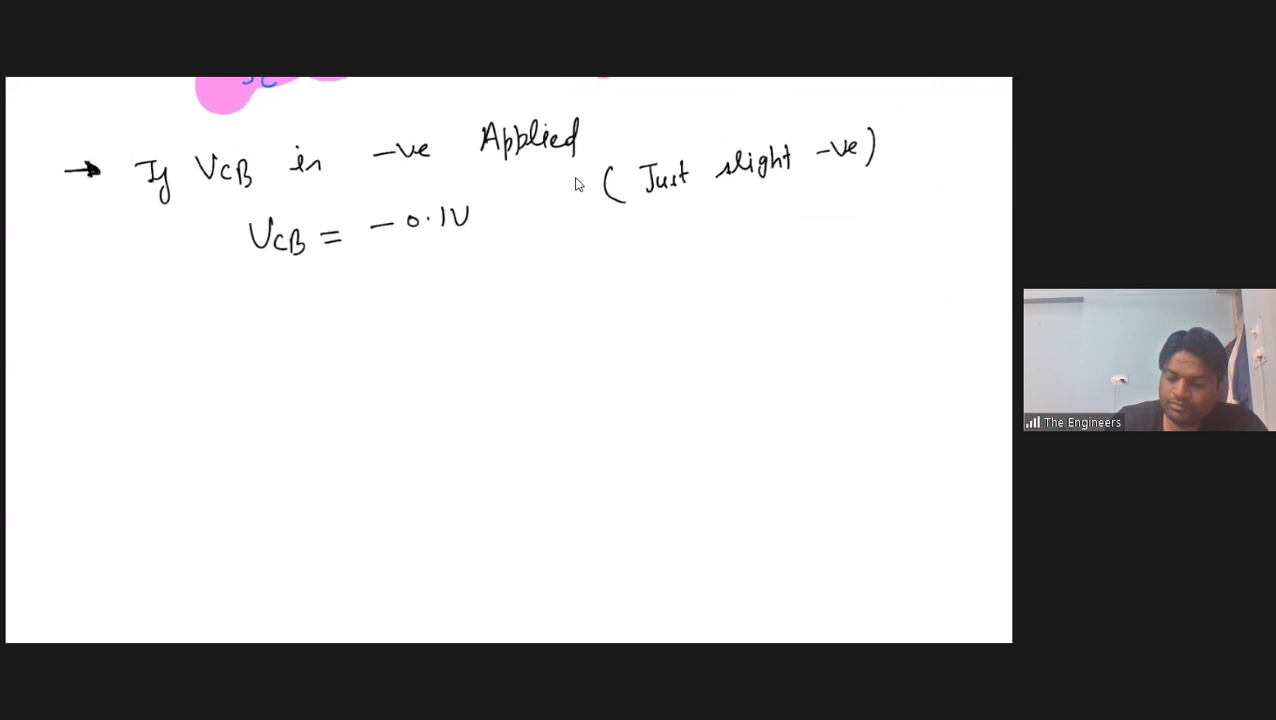 → If VCB is -ve Applied (Just slight -ve)
VCB = - 0.1V
The Engineers